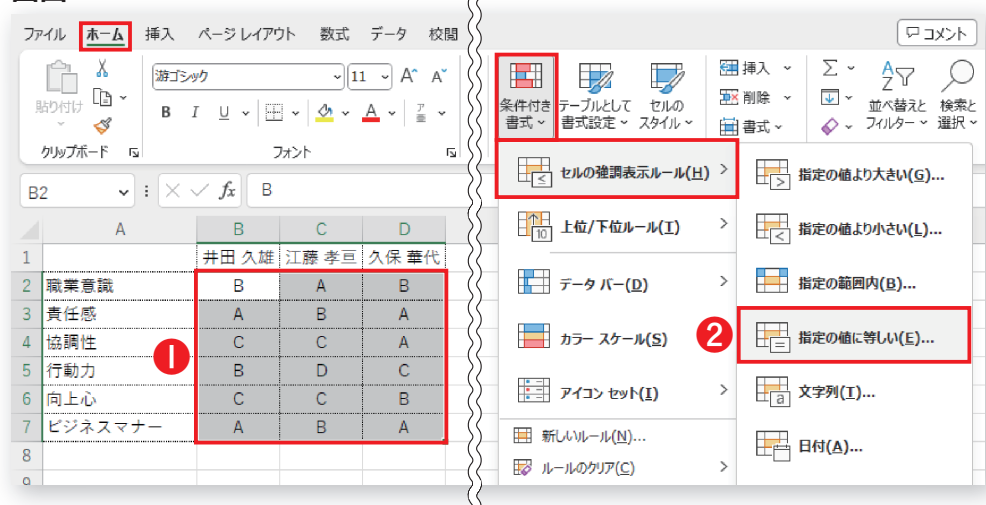 ファイル ホーム 挿入 ページ レイアウト 数式 データ 校閲 コメント
貼り付け
クリップボード
游ゴシック 11 A A
B I U A ア亜
フォント
条件付き書式
テーブルとして書式設定
セルのスタイル
挿入
削除
書式
並べ替えとフィルター
検索と選択
B2 fx B
A B C D
1 井田 久雄 江藤 孝亘 久保 華代
2 職業意識 B A B
3 責任感 A B A
4 協調性 C C A
5 行動力 B D C
6 向上心 C C B
7 ビジネスマナー A B A
8
9
❶
セルの強調表示ルール(H)
上位/下位ルール(T)
データ バー(D)
カラー スケール(S)
アイコン セット(I)
新しいルール(N)...
ルールのクリア(C)
❷
指定の値より大きい(G)...
指定の値より小さい(L)...
指定の範囲内(B)...
指定の値に等しい(E)...
文字列(T)...
日付(A)...